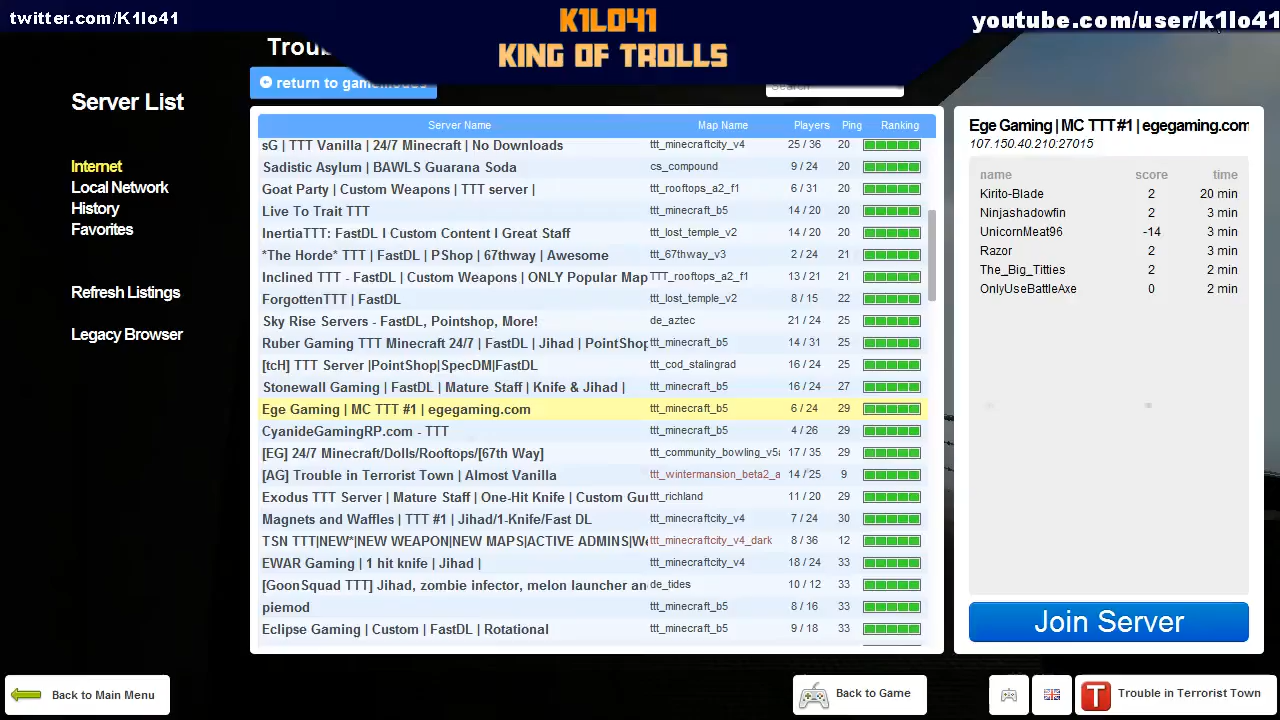 twitter.com/K1lo41
K1LO41
KING OF TROLLS
youtube.com/user/k1lo41
return to gamemodes
Search
Server List
Internet
Local Network
History
Favorites
Refresh Listings
Legacy Browser
Server Name Map Name Players Ping Ranking
sG | TTT Vanilla | 24/7 Minecraft | No Downloads ttt_minecraftcity_v4 25 / 36 20
Sadistic Asylum | BAWLS Guarana Soda cs_compound 9 / 24 20
Goat Party | Custom Weapons | TTT server | ttt_rooftops_a2_f1 6 / 31 20
Live To Trait TTT ttt_minecraft_b5 14 / 20 20
InertiaTTT: FastDL I Custom Content I Great Staff ttt_lost_temple_v2 14 / 20 20
*The Horde* TTT | FastDL | PShop | 67thway | Awesome ttt_67thway_v3 2 / 24 21
Inclined TTT - FastDL | Custom Weapons | ONLY Popular Map TTT_rooftops_a2_f1 13 / 21 21
ForgottenTTT | FastDL ttt_lost_temple_v2 8 / 15 22
Sky Rise Servers - FastDL, Pointshop, More! de_aztec 21 / 24 25
Ruber Gaming TTT Minecraft 24/7 | FastDL | Jihad | PointShop ttt_minecraft_b5 14 / 31 25
[tcH] TTT Server |PointShop|SpecDM|FastDL ttt_cod_stalingrad 16 / 24 25
Stonewall Gaming | FastDL | Mature Staff | Knife & Jihad | ttt_minecraft_b5 16 / 24 27
Ege Gaming | MC TTT #1 | egegaming.com ttt_minecraft_b5 6 / 24 29
CyanideGamingRP.com - TTT ttt_minecraft_b5 4 / 26 29
[EG] 24/7 Minecraft/Dolls/Rooftops/[67th Way] ttt_community_bowling_v5a 17 / 35 29
[AG] Trouble in Terrorist Town | Almost Vanilla ttt_wintermansion_beta2_a 14 / 25 9
Exodus TTT Server | Mature Staff | One-Hit Knife | Custom Gu ttt_richland 11 / 20 29
Magnets and Waffles | TTT #1 | Jihad/1-Knife/Fast DL ttt_minecraftcity_v4 7 / 24 30
TSN TTT|NEW*|NEW WEAPON|NEW MAPS|ACTIVE ADMINS|We ttt_minecraftcity_v4_dark 8 / 36 12
EWAR Gaming | 1 hit knife | Jihad | ttt_minecraftcity_v4 18 / 24 33
[GoonSquad TTT] Jihad, zombie infector, melon launcher an de_tides 10 / 12 33
piemod ttt_minecraft_b5 8 / 16 33
Eclipse Gaming | Custom | FastDL | Rotational ttt_minecraft_b5 9 / 18 33
Ege Gaming | MC TTT #1 | egegaming.com
107.150.40.210:27015
name score time
Kirito-Blade 2 20 min
Ninjashadowfin 2 3 min
UnicornMeat96 -14 3 min
Razor 2 3 min
The_Big_Titties 2 2 min
OnlyUseBattleAxe 0 2 min
Join Server
Back to Main Menu
Back to Game
T Trouble in Terrorist Town